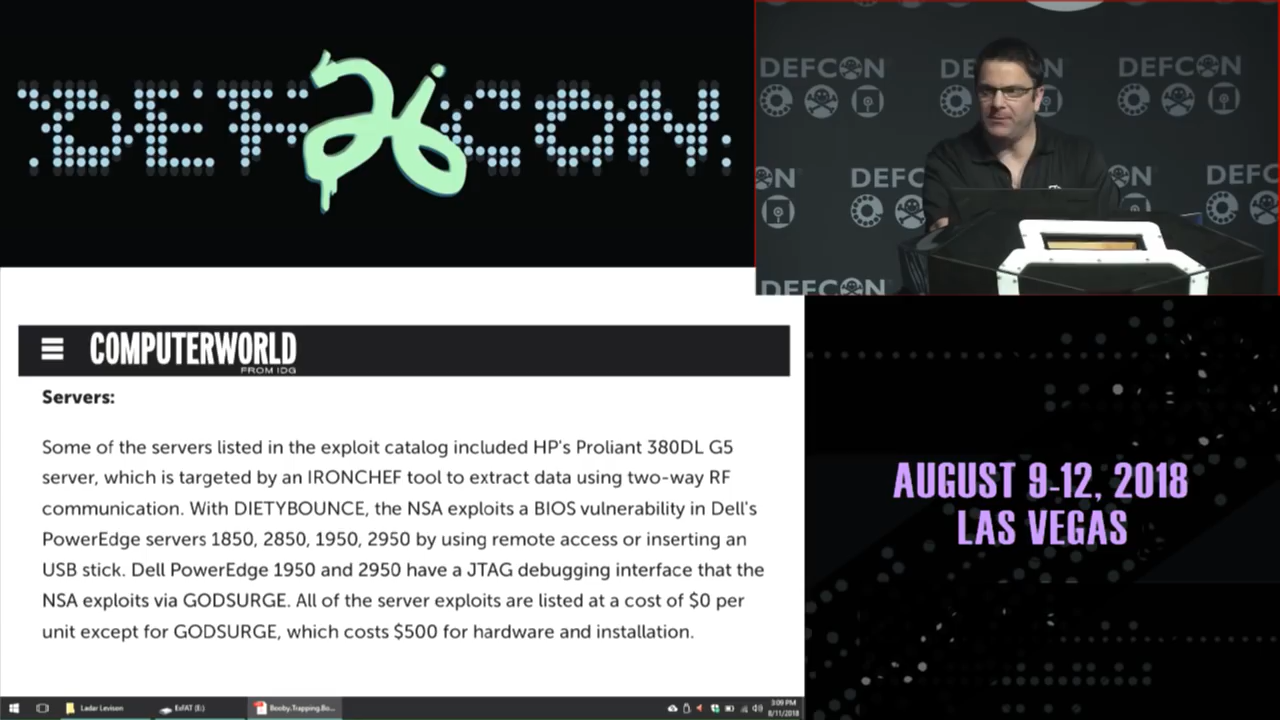 DEF CON 26
DEFCON DEFCON DEFCON
DEFCON
DEFCON
COMPUTERWORLD
FROM IDG
Servers:
Some of the servers listed in the exploit catalog included HP's Proliant 380DL G5
server, which is targeted by an IRONCHEF tool to extract data using two-way RF
communication. With DIETYBOUNCE, the NSA exploits a BIOS vulnerability in Dell's
PowerEdge servers 1850, 2850, 1950, 2950 by using remote access or inserting an
USB stick. Dell PowerEdge 1950 and 2950 have a JTAG debugging interface that the
NSA exploits via GODSURGE. All of the server exploits are listed at a cost of $0 per
unit except for GODSURGE, which costs $500 for hardware and installation.
AUGUST 9-12, 2018
LAS VEGAS
Ladar Levison
ExFAT (E:)
Booby.Trapping.Bo...
3:09 PM
8/11/2018